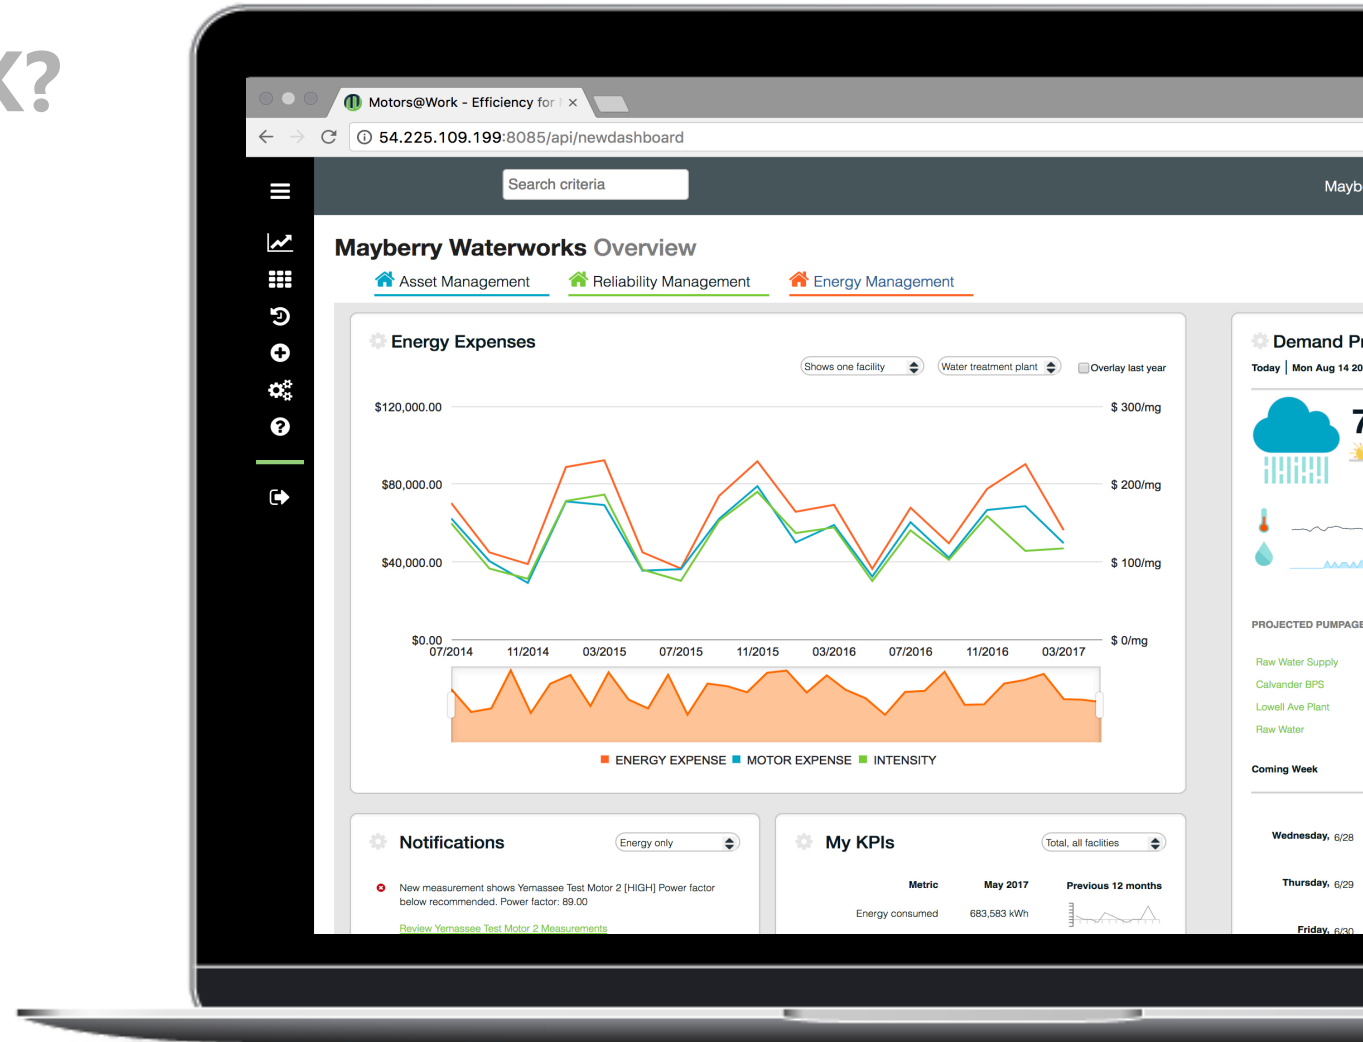 K?
Motors@Work - Efficiency for
54.225.109.199:8085/api/newdashboard
Search criteria
Mayb
Mayberry Waterworks Overview
Asset Management
Reliability Management
Energy Management
Energy Expenses
Shows one facility
Water treatment plant
Overlay last year
$120,000.00
$ 300/mg
$80,000.00
$ 200/mg
$40,000.00
$ 100/mg
$0.00
$ 0/mg
07/2014 11/2014 03/2015 07/2015 11/2015 03/2016 07/2016 11/2016 03/2017
ENERGY EXPENSE MOTOR EXPENSE INTENSITY
Notifications
Energy only
New measurement shows Yemassee Test Motor 2 [HIGH] Power factor
below recommended. Power factor: 89.00
Review Yemassee Test Motor 2 Measurements
My KPIs
Total, all faclities
Metric May 2017 Previous 12 months
Energy consumed 683,583 kWh
Demand P
Today Mon Aug 14 20
7
PROJECTED PUMPAGE
Raw Water Supply
Calvander BPS
Lowell Ave Plant
Raw Water
Coming Week
Wednesday, 6/28
Thursday, 6/29
Friday, 6/30